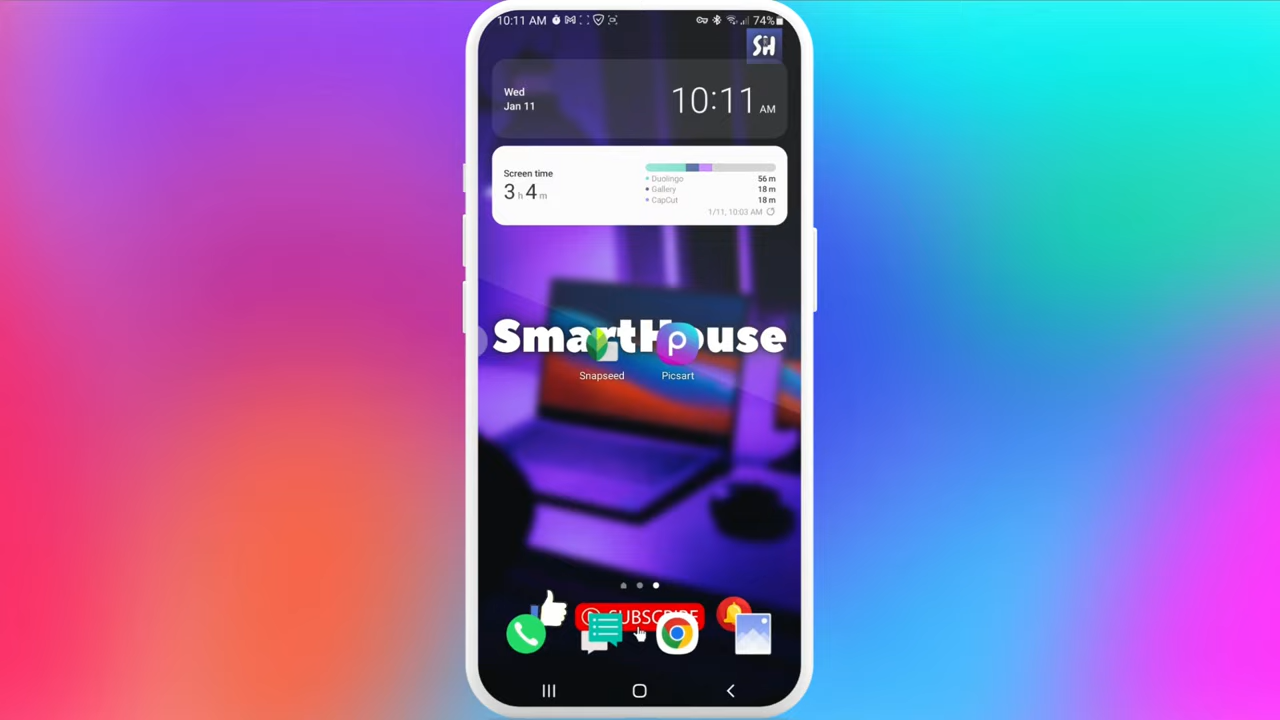 10:11 AM 74%
SH
Wed
Jan 11
10:11 AM
Screen time
3 h 4 m
Duolingo 56 m
Gallery 18 m
CapCut 18 m
1/11, 10:03 AM
SmartHouse
Snapseed Picsart
SUBSCRIBE